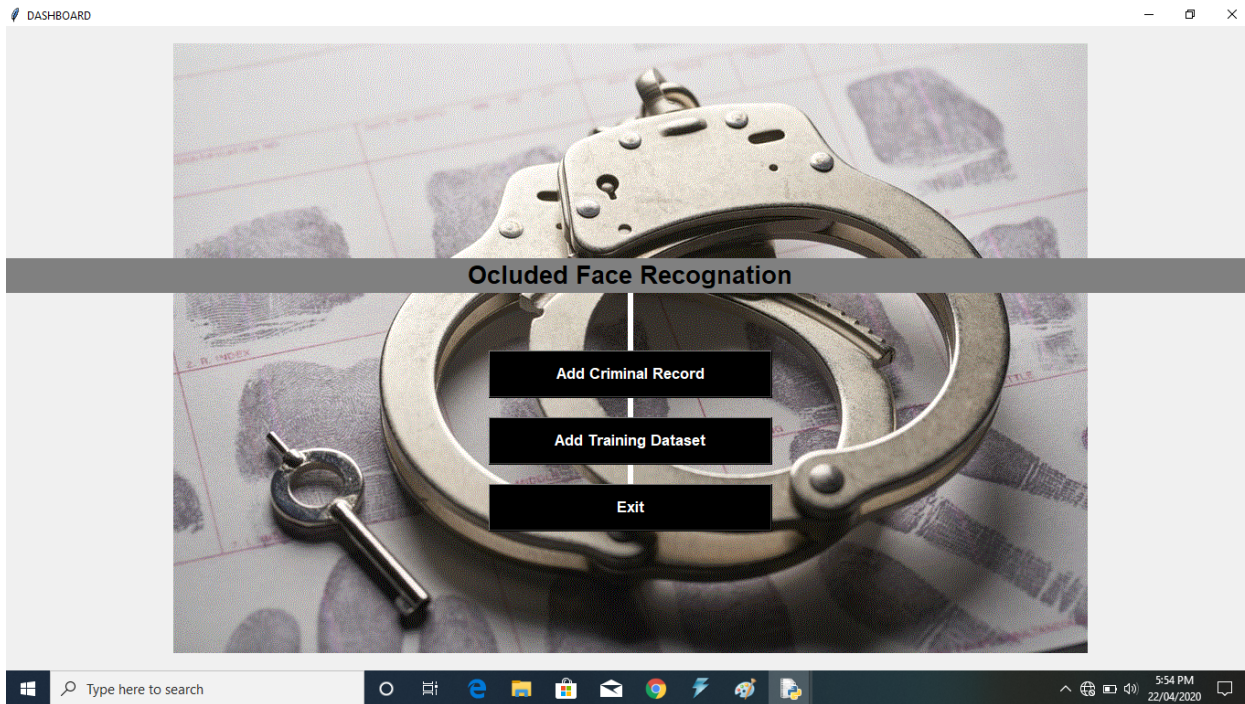 DASHBOARD
Z. R. INDEX
Ocluded Face Recognation
Add Criminal Record
Add Training Dataset
Exit
Type here to search
5:54 PM
22/04/2020